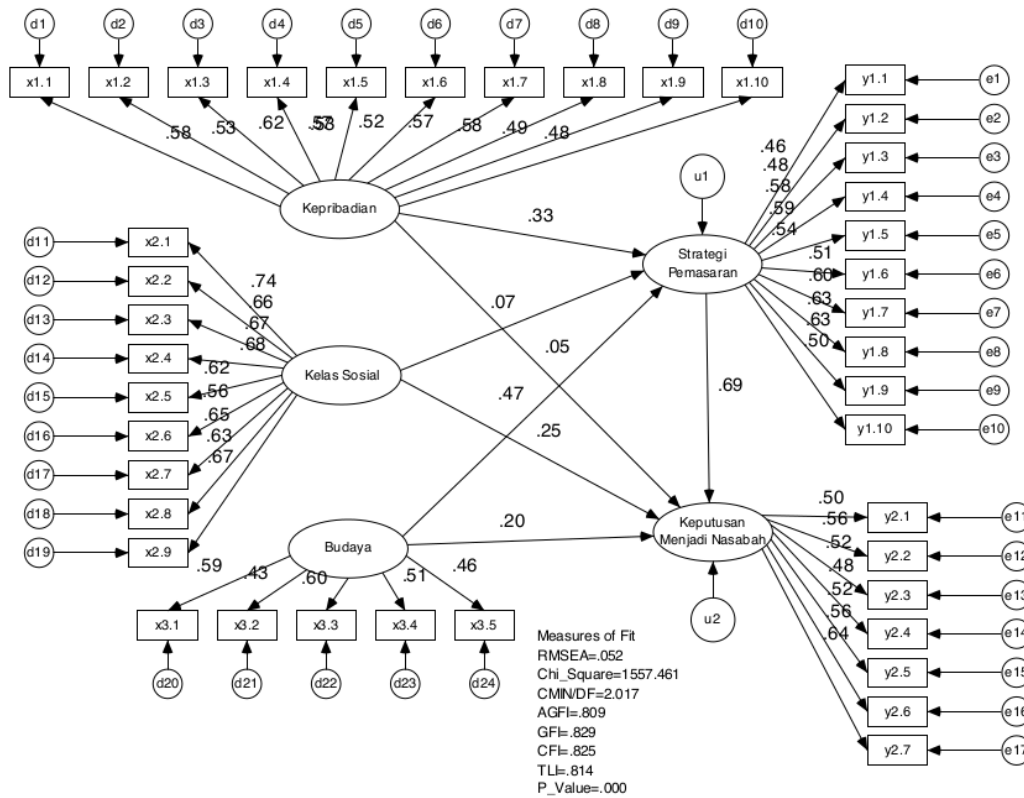 d1 d2 d3 d4 d5 d6 d7 d8 d9 d10
x1.1 x1.2 x1.3 x1.4 x1.5 x1.6 x1.7 x1.8 x1.9 x1.10
.58 .53 .62 .58 .52 .57 .58 .49 .48
Kepribadian
.33
.07
u1
Strategi
Pemasaran
y1.1 e1
y1.2 e2
y1.3 e3
y1.4 e4
y1.5 e5
y1.6 e6
y1.7 e7
y1.8 e8
y1.9 e9
y1.10 e10
.46
.48
.58
.59
.54
.51
.60
.63
.63
.50
d11 x2.1
d12 x2.2
d13 x2.3
d14 x2.4
d15 x2.5
d16 x2.6
d17 x2.7
d18 x2.8
d19 x2.9
.74
.66
.67
.68
.62
.56
.65
.63
.67
Kelas Sosial
.05
.47
.25
.69
Budaya
.20
.59 .43 .60 .51 .46
x3.1 x3.2 x3.3 x3.4 x3.5
d20 d21 d22 d23 d24
Keputusan
Menjadi Nasabah
u2
.50
.56
.52
.48
.52
.56
.64
y2.1 e11
y2.2 e12
y2.3 e13
y2.4 e14
y2.5 e15
y2.6 e16
y2.7 e17
Measures of Fit
RMSEA=.052
Chi_Square=1557.461
CMIN/DF=2.017
AGFI=.809
GFI=.829
CFI=.825
TLI=.814
P_Value=.000